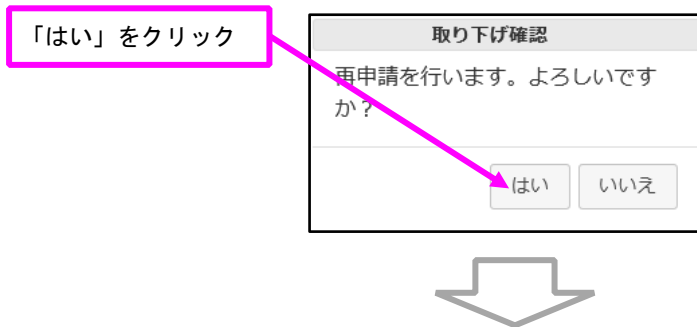 「はい」をクリック
取り下げ確認
再申請を行います。よろしいです
か？
はい
いいえ